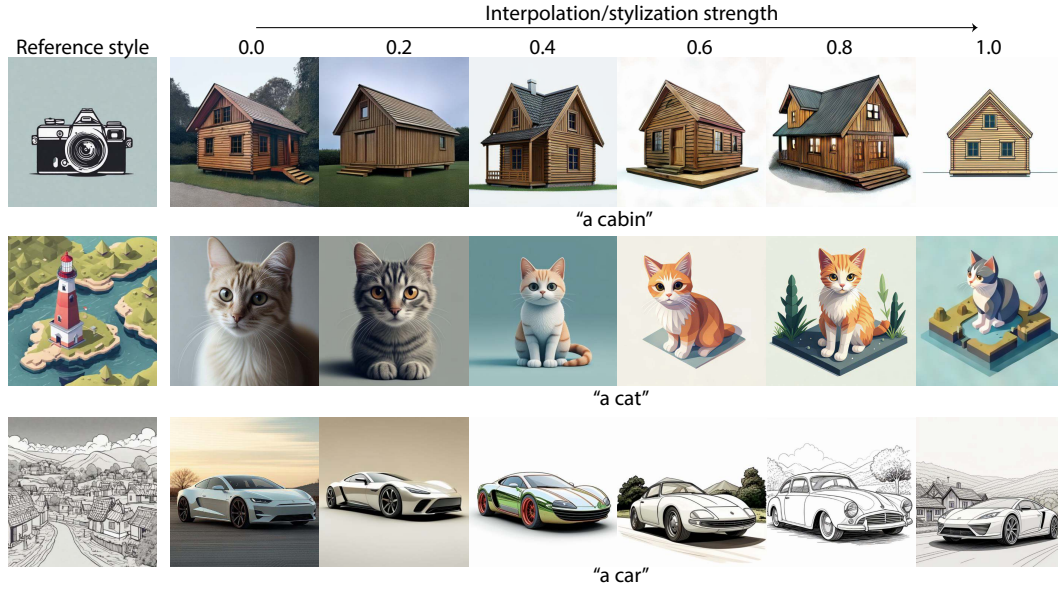 Interpolation/stylization strength
Reference style 0.0 0.2 0.4 0.6 0.8 1.0
“a cabin”
“a cat”
“a car”